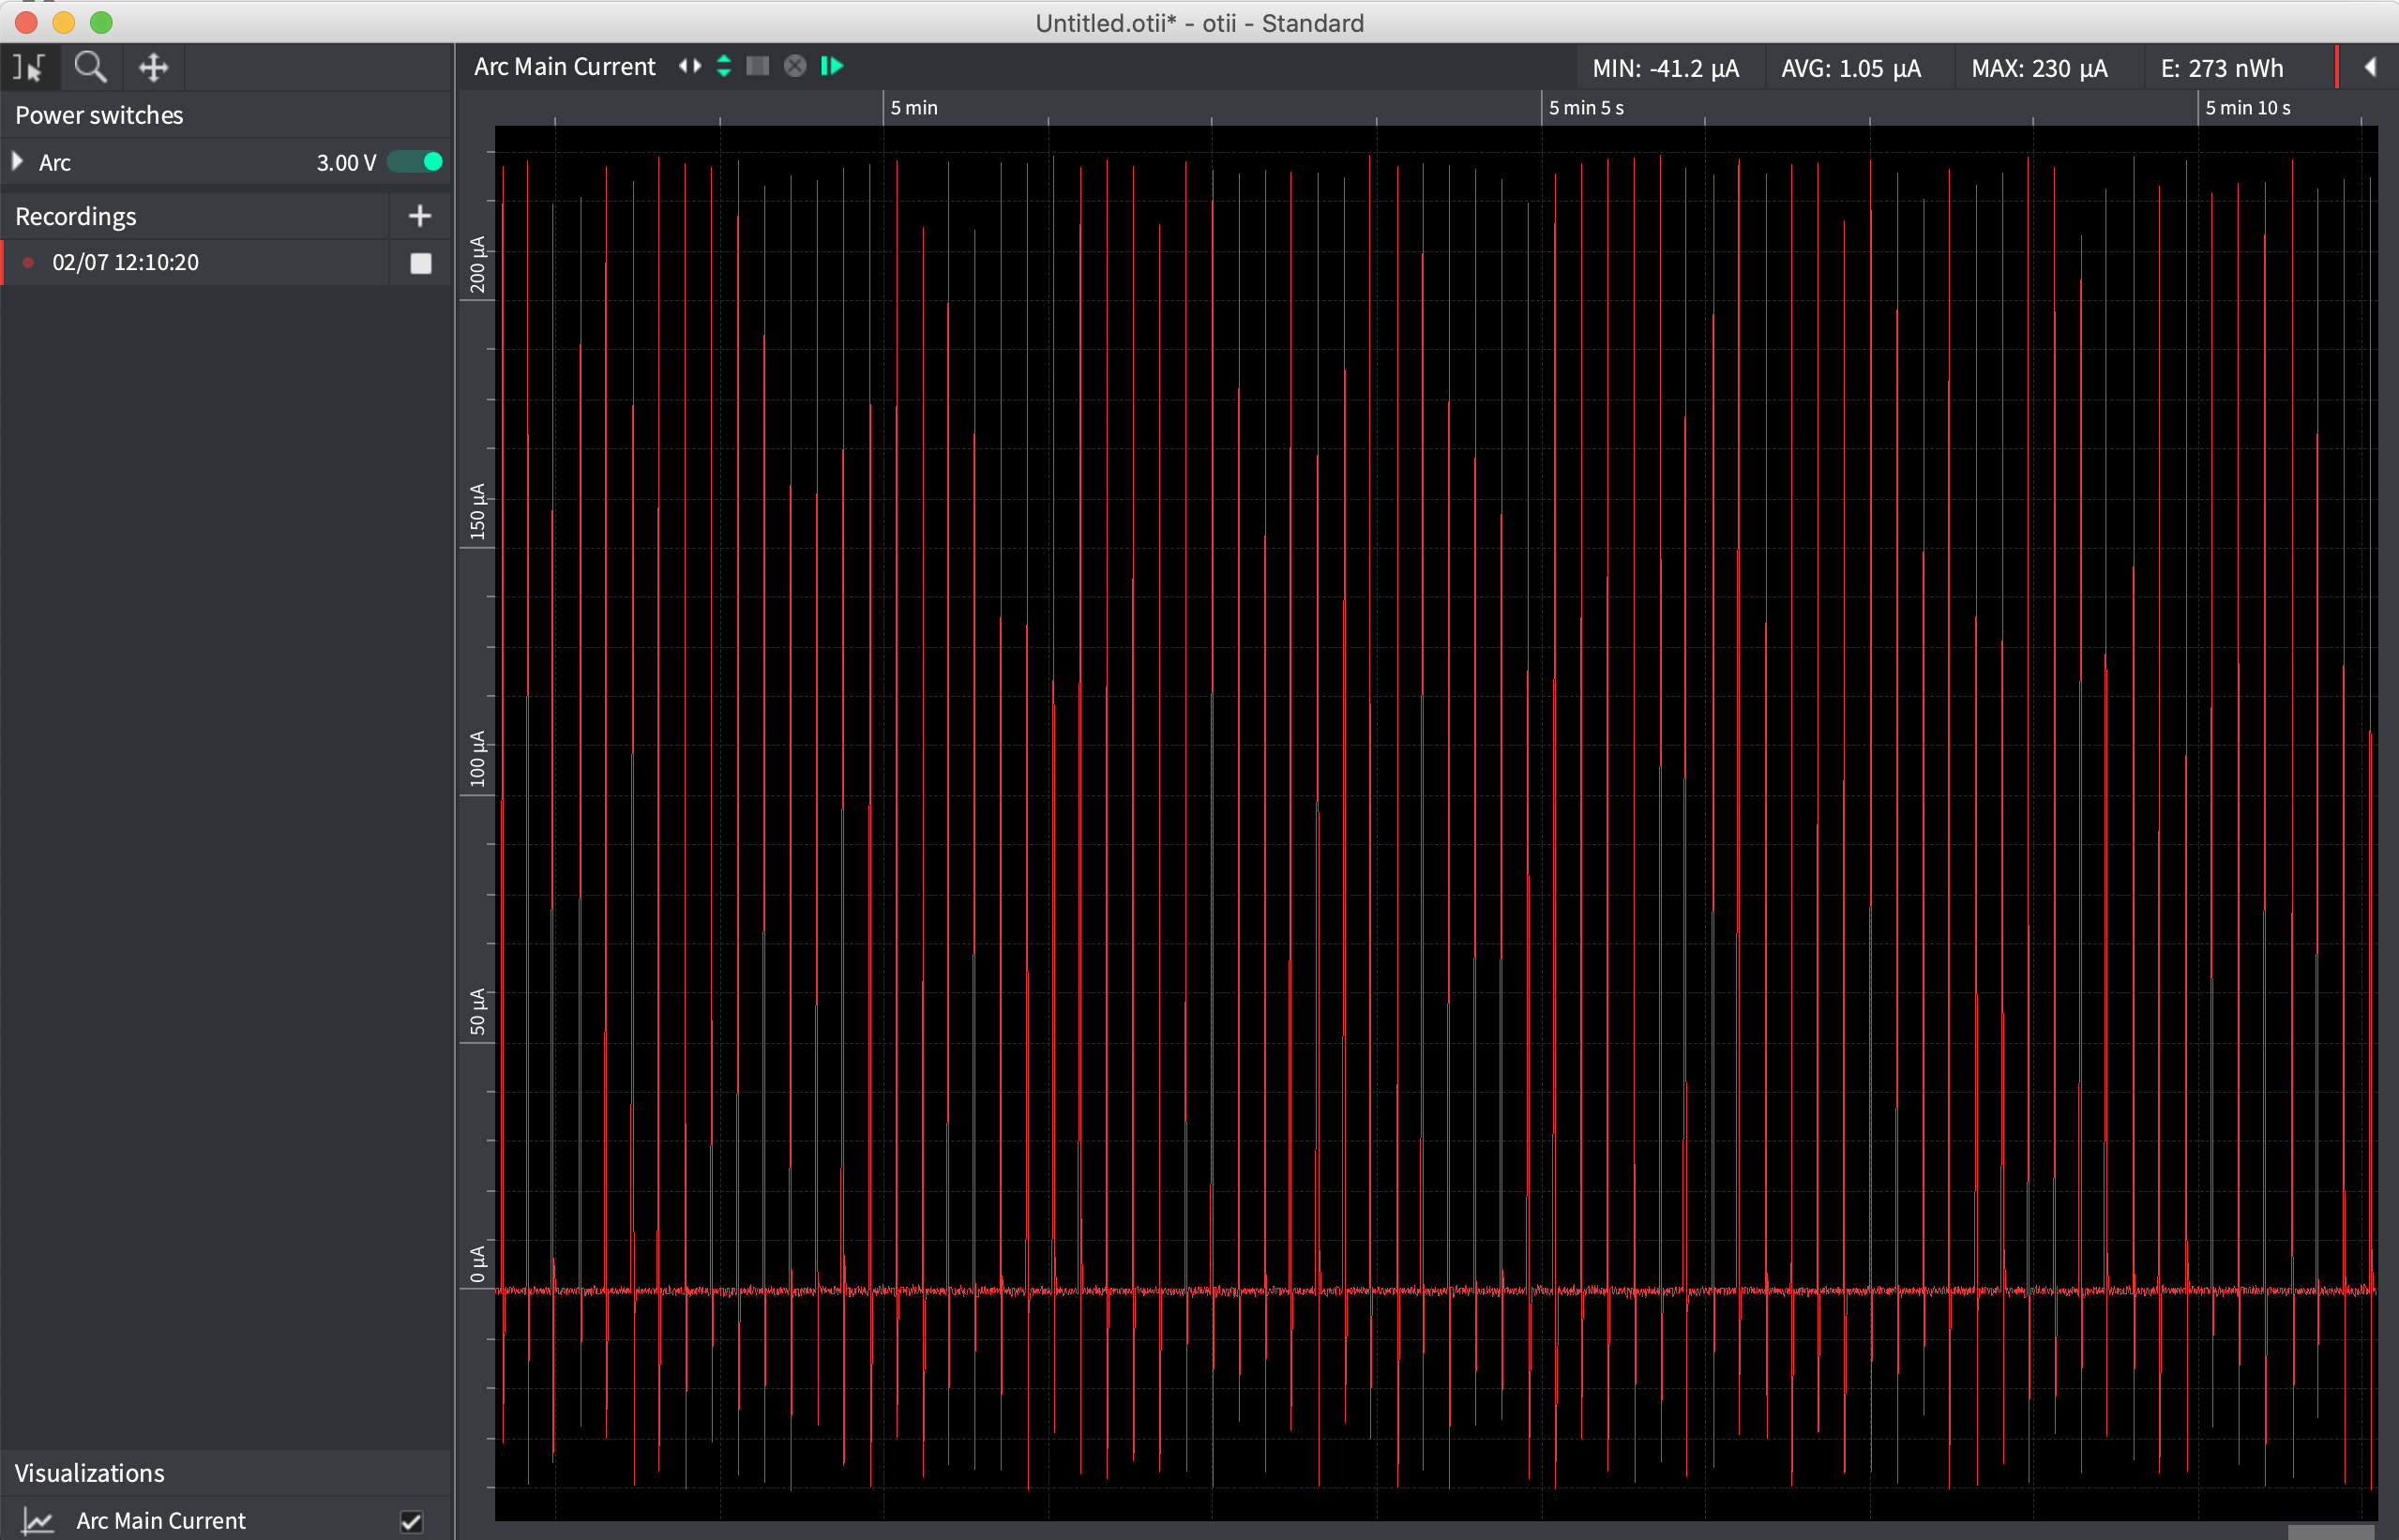 Untitled.otii* - otii - Standard
Arc Main Current
MIN: -41.2 µA
AVG: 1.05 µA
MAX: 230 µA
E: 273 nWh
Power switches
Arc 3.00 V
Recordings
02/07 12:10:20
5 min
5 min 5 s
5 min 10 s
200 µA
150 µA
100 µA
50 µA
0 µA
Visualizations
Arc Main Current